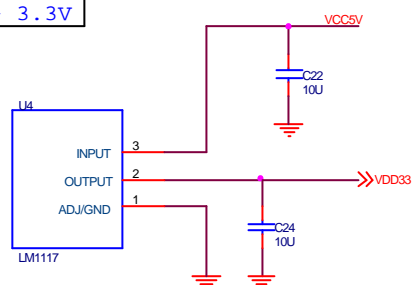 3.3V
VCC5V
C22
10U
U4
INPUT 3
OUTPUT 2
VDD33
ADJ/GND 1
C24
10U
LM1117